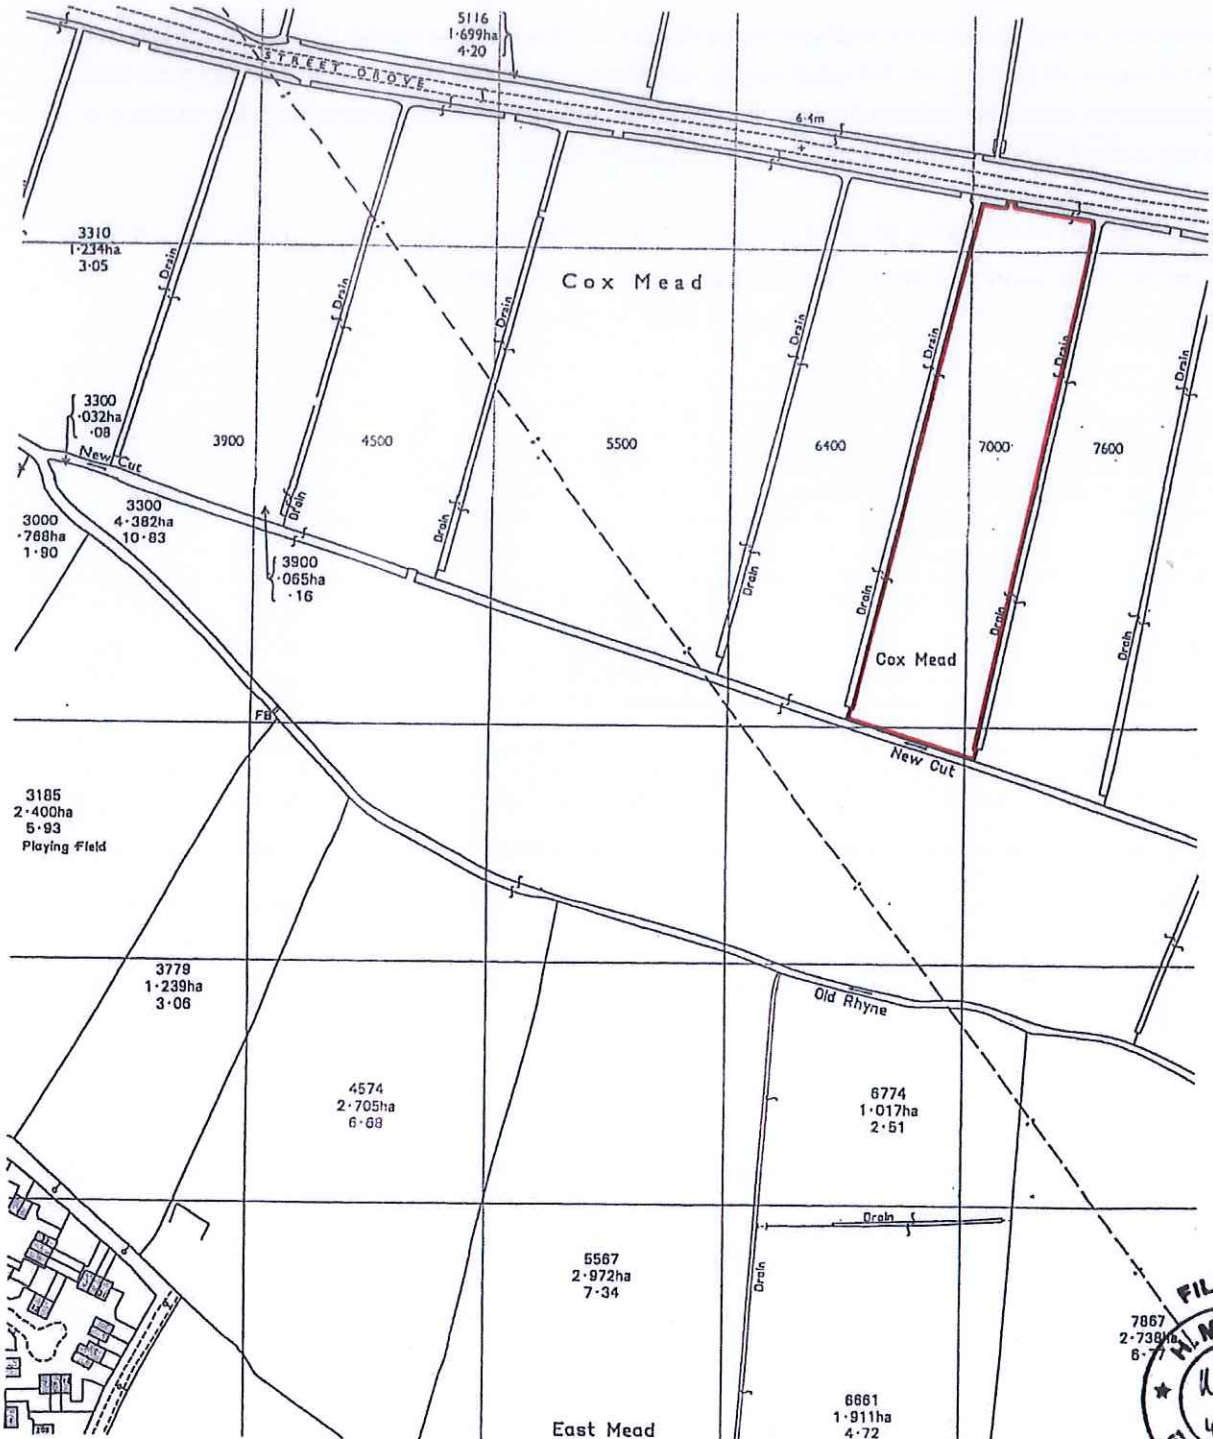 5116
1·699ha
4·20
STREET DROVE
6·4m
3310
1·234ha
3·05
Drain
Drain
Drain
Drain
Drain
Drain
Drain
Cox Mead
3300
·032ha
·08
New Cut
3900
4500
5500
6400
7000
7600
3000
·768ha
1·90
3300
4·382ha
10·83
Drain
Drain
Drain
Drain
Drain
Drain
3900
·065ha
·16
Cox Mead
FB
New Cut
3185
2·400ha
5·93
Playing Field
3779
1·239ha
3·06
Old Rhyne
4574
2·705ha
6·68
6774
1·017ha
2·51
Drain
Drain
5567
2·972ha
7·34
7867
2·738ha
6·77
6661
1·911ha
4·72
East Mead